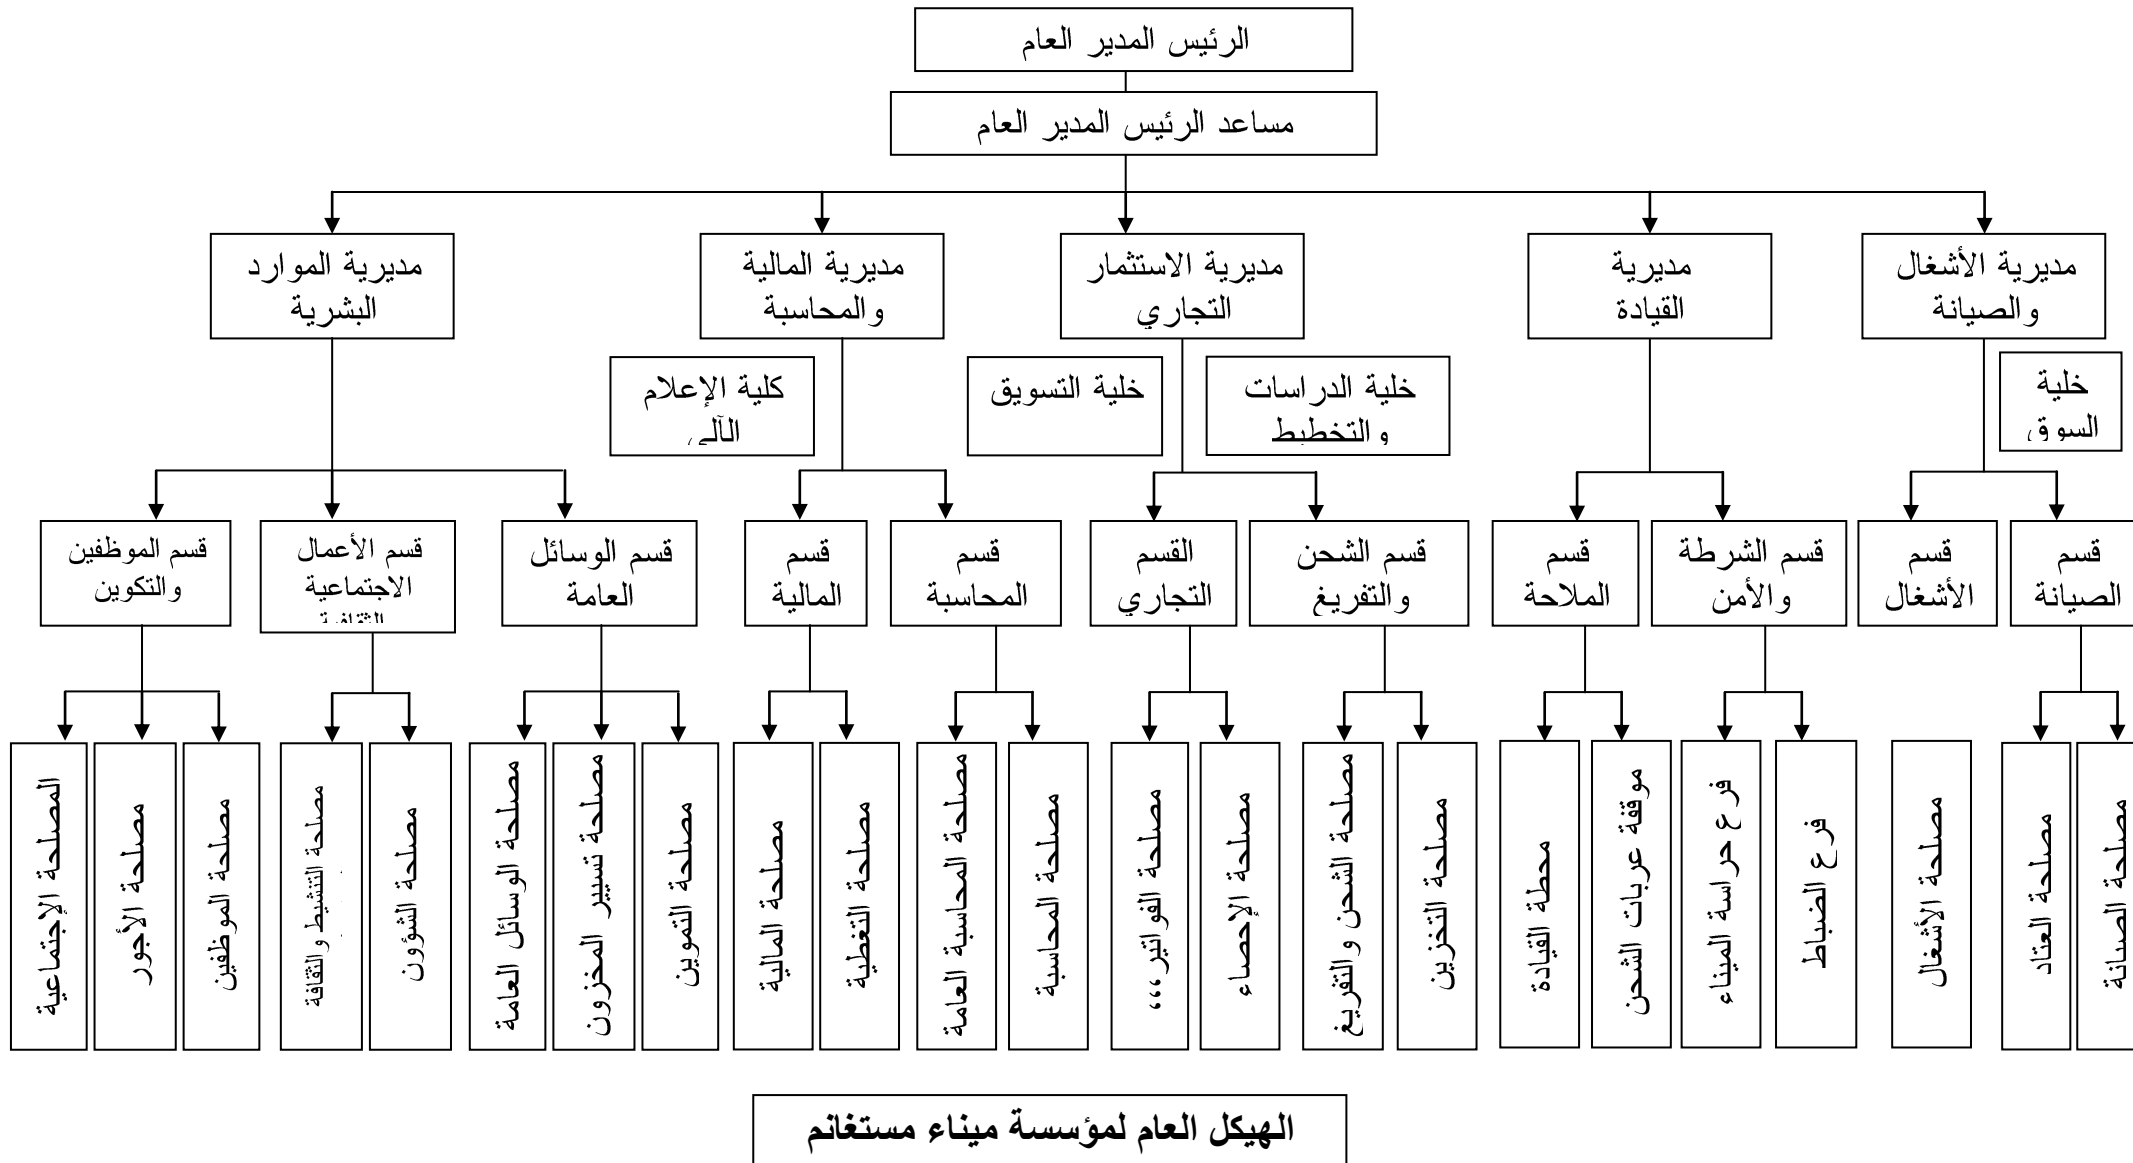 الرئيس المدير العام
مساعد الرئيس المدير العام
مديرية الأشغال
والصيانة
مديرية
القيادة
مديرية الاستثمار
التجاري
مديرية المالية
والمحاسبة
مديرية الموارد
البشرية
خلية
السوق
خلية الدراسات
والتخطيط
خلية التسويق
كلية الإعلام
الآلي
قسم
الصيانة
قسم
الأشغال
قسم الشرطة
والأمن
قسم
الملاحة
قسم الشحن
والتفريغ
القسم
التجاري
قسم
المحاسبة
قسم
المالية
قسم الوسائل
العامة
قسم الأعمال
الاجتماعية
الثقافية
قسم الموظفين
والتكوين
مصلحة الصيانة
مصلحة العتاد
مصلحة الأشغال
فرع الضباط
فرع حراسة الميناء
موقفة عربات الشحن
محطة القيادة
مصلحة التخزين
مصلحة الشحن والتفريغ
مصلحة الإحصاء
مصلحة الفواتير،،،
مصلحة المحاسبة
مصلحة المحاسبة العامة
مصلحة التغطية
مصلحة المالية
مصلحة التموين
مصلحة تسيير المخزون
مصلحة الوسائل العامة
مصلحة الشؤون
مصلحة التنشيط والثقافة
مصلحة الموظفين
مصلحة الأجور
المصلحة الإجتماعية
الهيكل العام لمؤسسة ميناء مستغانم